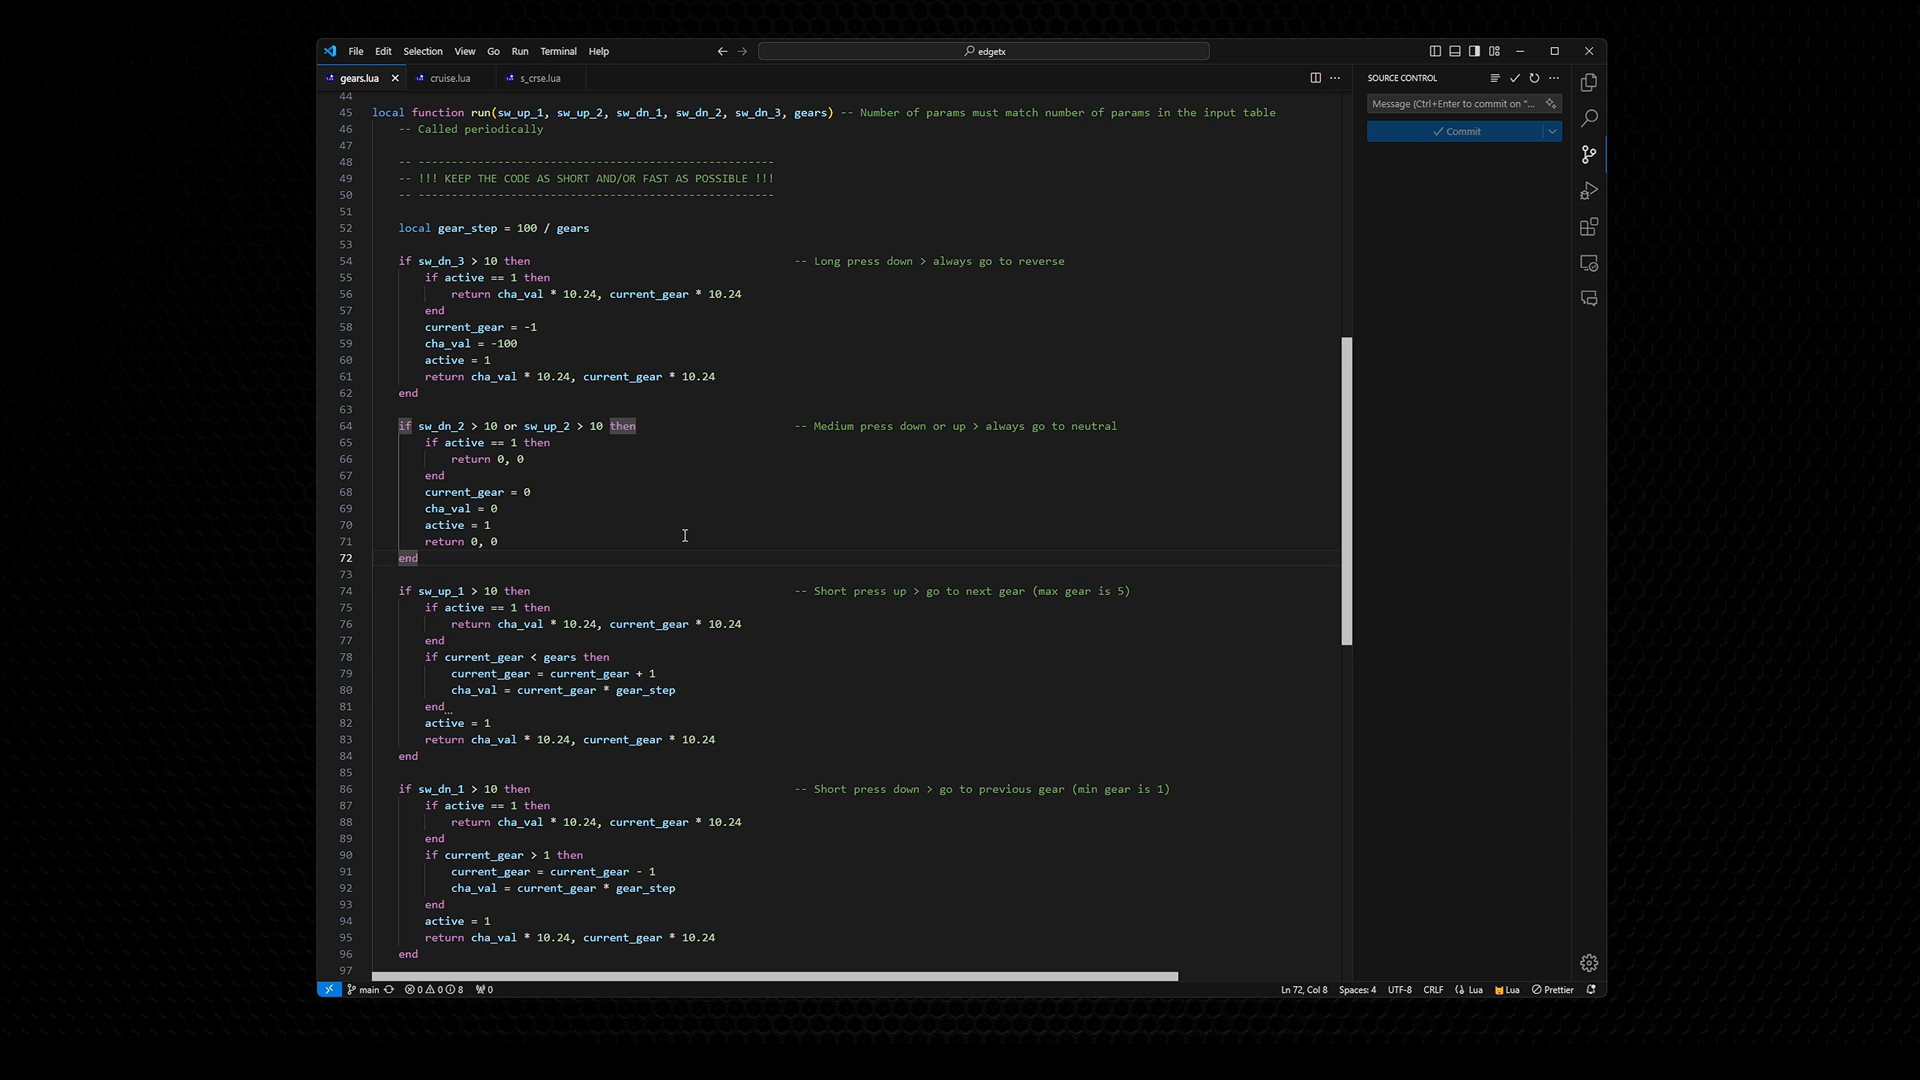 File Edit Selection View Go Run Terminal Help
edgetx
gears.lua cruise.lua s_crse.lua
SOURCE CONTROL
Message (Ctrl+Enter to commit on "...
Commit
44
45 local function run(sw_up_1, sw_up_2, sw_dn_1, sw_dn_2, sw_dn_3, gears) -- Number of params must match number of params in the input table
46 -- Called periodically
47
48 -- ------------------------------------------------------
49 -- !!! KEEP THE CODE AS SHORT AND/OR FAST AS POSSIBLE !!!
50 -- ------------------------------------------------------
51
52 local gear_step = 100 / gears
53
54 if sw_dn_3 > 10 then -- Long press down > always go to reverse
55 if active == 1 then
56 return cha_val * 10.24, current_gear * 10.24
57 end
58 current_gear = -1
59 cha_val = -100
60 active = 1
61 return cha_val * 10.24, current_gear * 10.24
62 end
63
64 if sw_dn_2 > 10 or sw_up_2 > 10 then -- Medium press down or up > always go to neutral
65 if active == 1 then
66 return 0, 0
67 end
68 current_gear = 0
69 cha_val = 0
70 active = 1
71 return 0, 0
72 end
73
74 if sw_up_1 > 10 then -- Short press up > go to next gear (max gear is 5)
75 if active == 1 then
76 return cha_val * 10.24, current_gear * 10.24
77 end
78 if current_gear < gears then
79 current_gear = current_gear + 1
80 cha_val = current_gear * gear_step
81 end
82 active = 1
83 return cha_val * 10.24, current_gear * 10.24
84 end
85
86 if sw_dn_1 > 10 then -- Short press down > go to previous gear (min gear is 1)
87 if active == 1 then
88 return cha_val * 10.24, current_gear * 10.24
89 end
90 if current_gear > 1 then
91 current_gear = current_gear - 1
92 cha_val = current_gear * gear_step
93 end
94 active = 1
95 return cha_val * 10.24, current_gear * 10.24
96 end
97
main 0 0 8 0 Ln 72, Col 8 Spaces: 4 UTF-8 CRLF Lua Lua Prettier